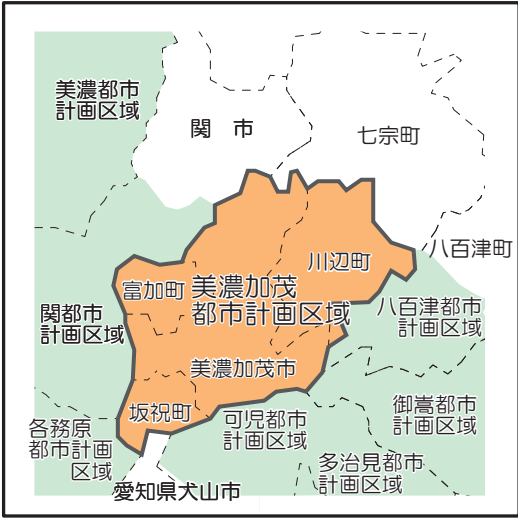 美濃都市
計画区域
関　市
七宗町
八百津町
川辺町
富加町
美濃加茂
都市計画区域
八百津都市
計画区域
関都市
計画区域
美濃加茂市
坂祝町
御嵩都市
計画区域
可児都市
計画区域
各務原
都市計画
区域
多治見都市
計画区域
愛知県犬山市